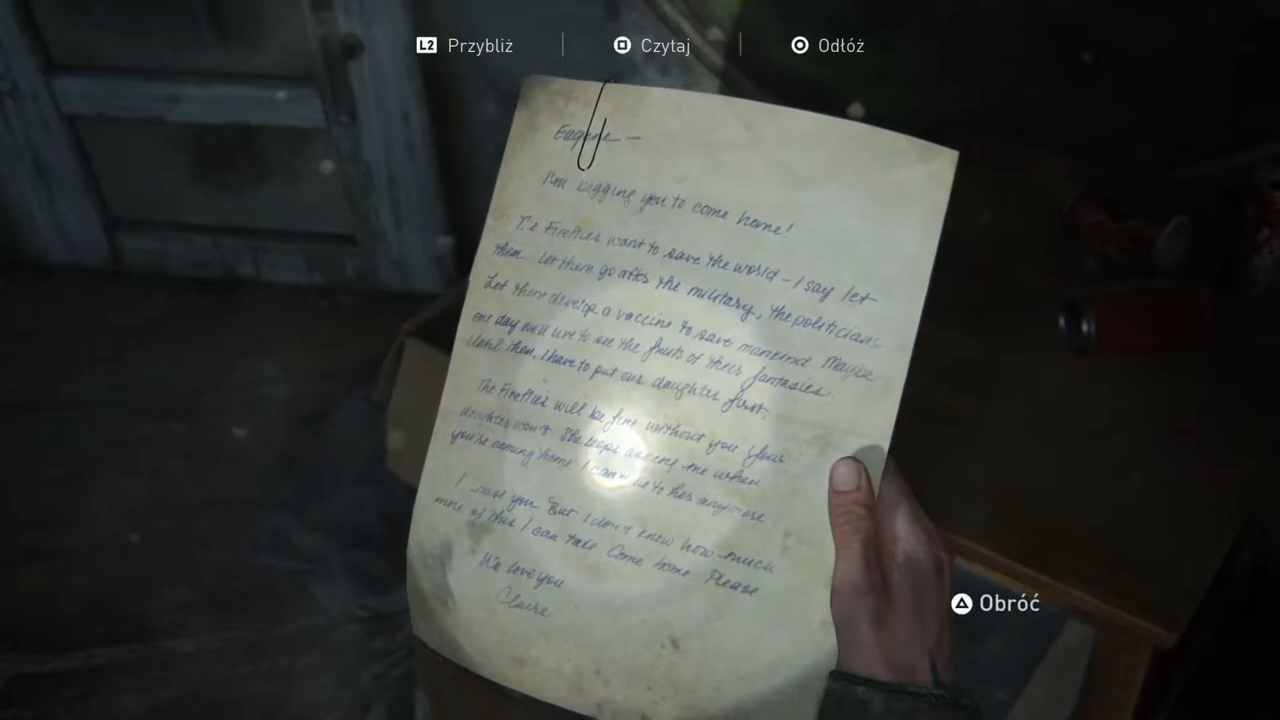 Przybliż
Czytaj
Odłóż
Eugene —
I'm begging you to come home!
The Fireflies want to save the world – I say let
them. Let them go after the military, the politicians.
Let them develop a vaccine to save mankind. Maybe
one day we'll live to see the fruits of their fantasies.
Until then, I have to put our daughter first.
The Fireflies will be fine without you. Your
daughter won't. She keeps asking me when
you're coming home. I can't lie to her anymore.
I miss you. But I don't know how much
more of this I can take. Come home. Please.
We love you
Claire
Obróć